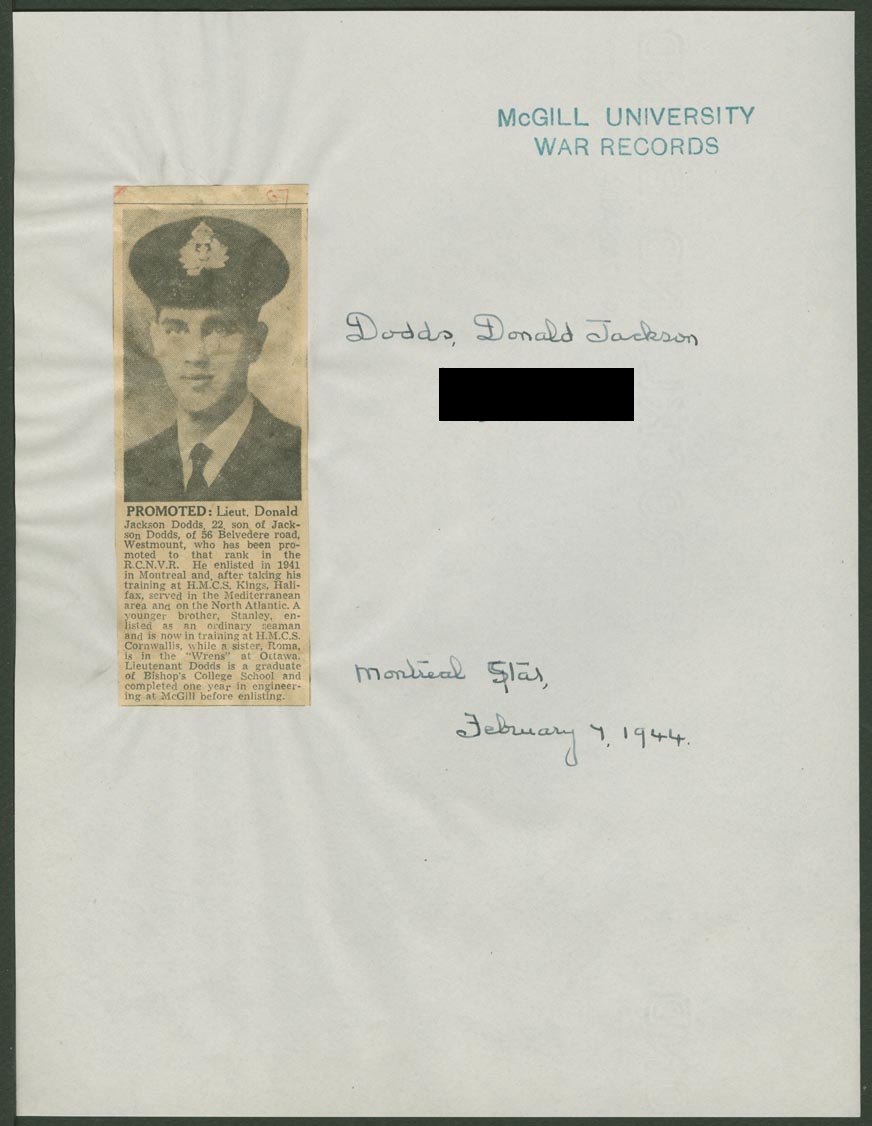 McGILL UNIVERSITY
WAR RECORDS
67
Dodds, Donald Jackson
PROMOTED: Lieut. Donald
Jackson Dodds, 22, son of Jack-
son Dodds, of 56 Belvedere road,
Westmount, who has been pro-
moted to that rank in the
R.C.N.V.R. He enlisted in 1941
in Montreal and, after taking his
training at H.M.C.S. Kings, Hali-
fax, served in the Mediterranean
area and on the North Atlantic. A
younger brother, Stanley, en-
listed as an ordinary seaman
and is now in training at H.M.C.S.
Cornwallis, while a sister, Roma,
is in the "Wrens" at Ottawa.
Lieutenant Dodds is a graduate
of Bishop's College School and
completed one year in engineer-
ing at McGill before enlisting.
Montreal Star,
February 7, 1944.